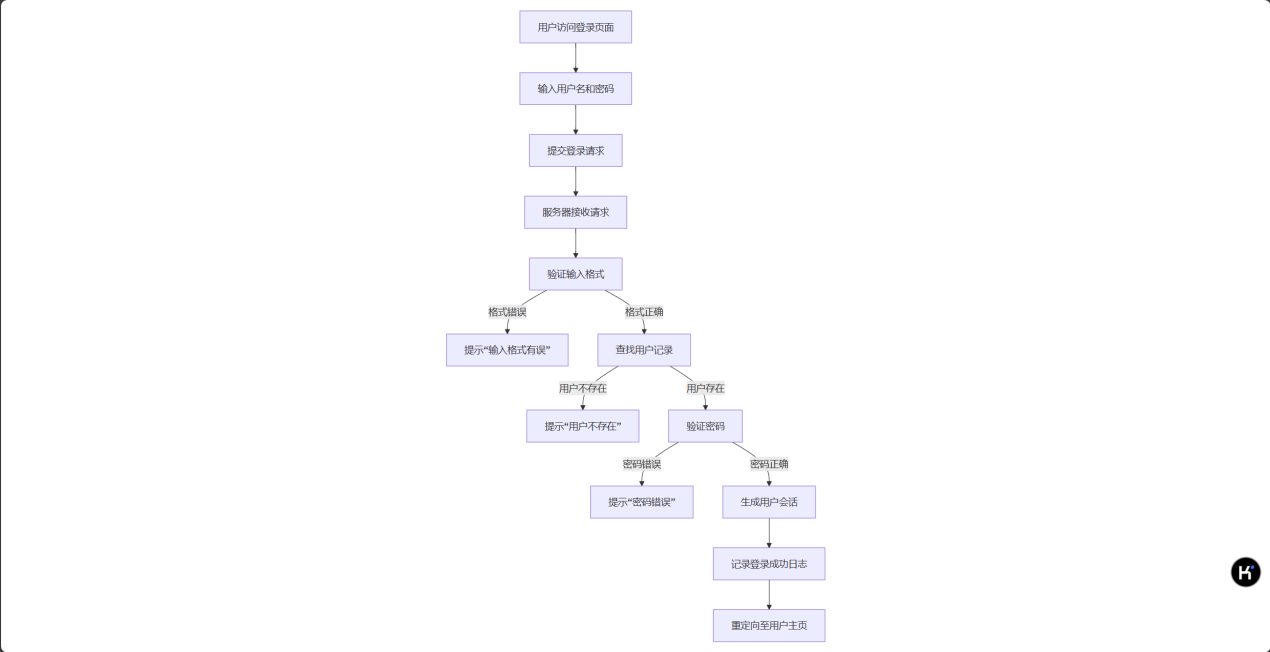 用户访问登录页面
输入用户名和密码
提交登录请求
服务器接收请求
验证输入格式
格式错误
格式正确
提示“输入格式有误”
查找用户记录
用户不存在
用户存在
提示“用户不存在”
验证密码
密码错误
密码正确
提示“密码错误”
生成用户会话
记录登录成功日志
重定向至用户主页
K